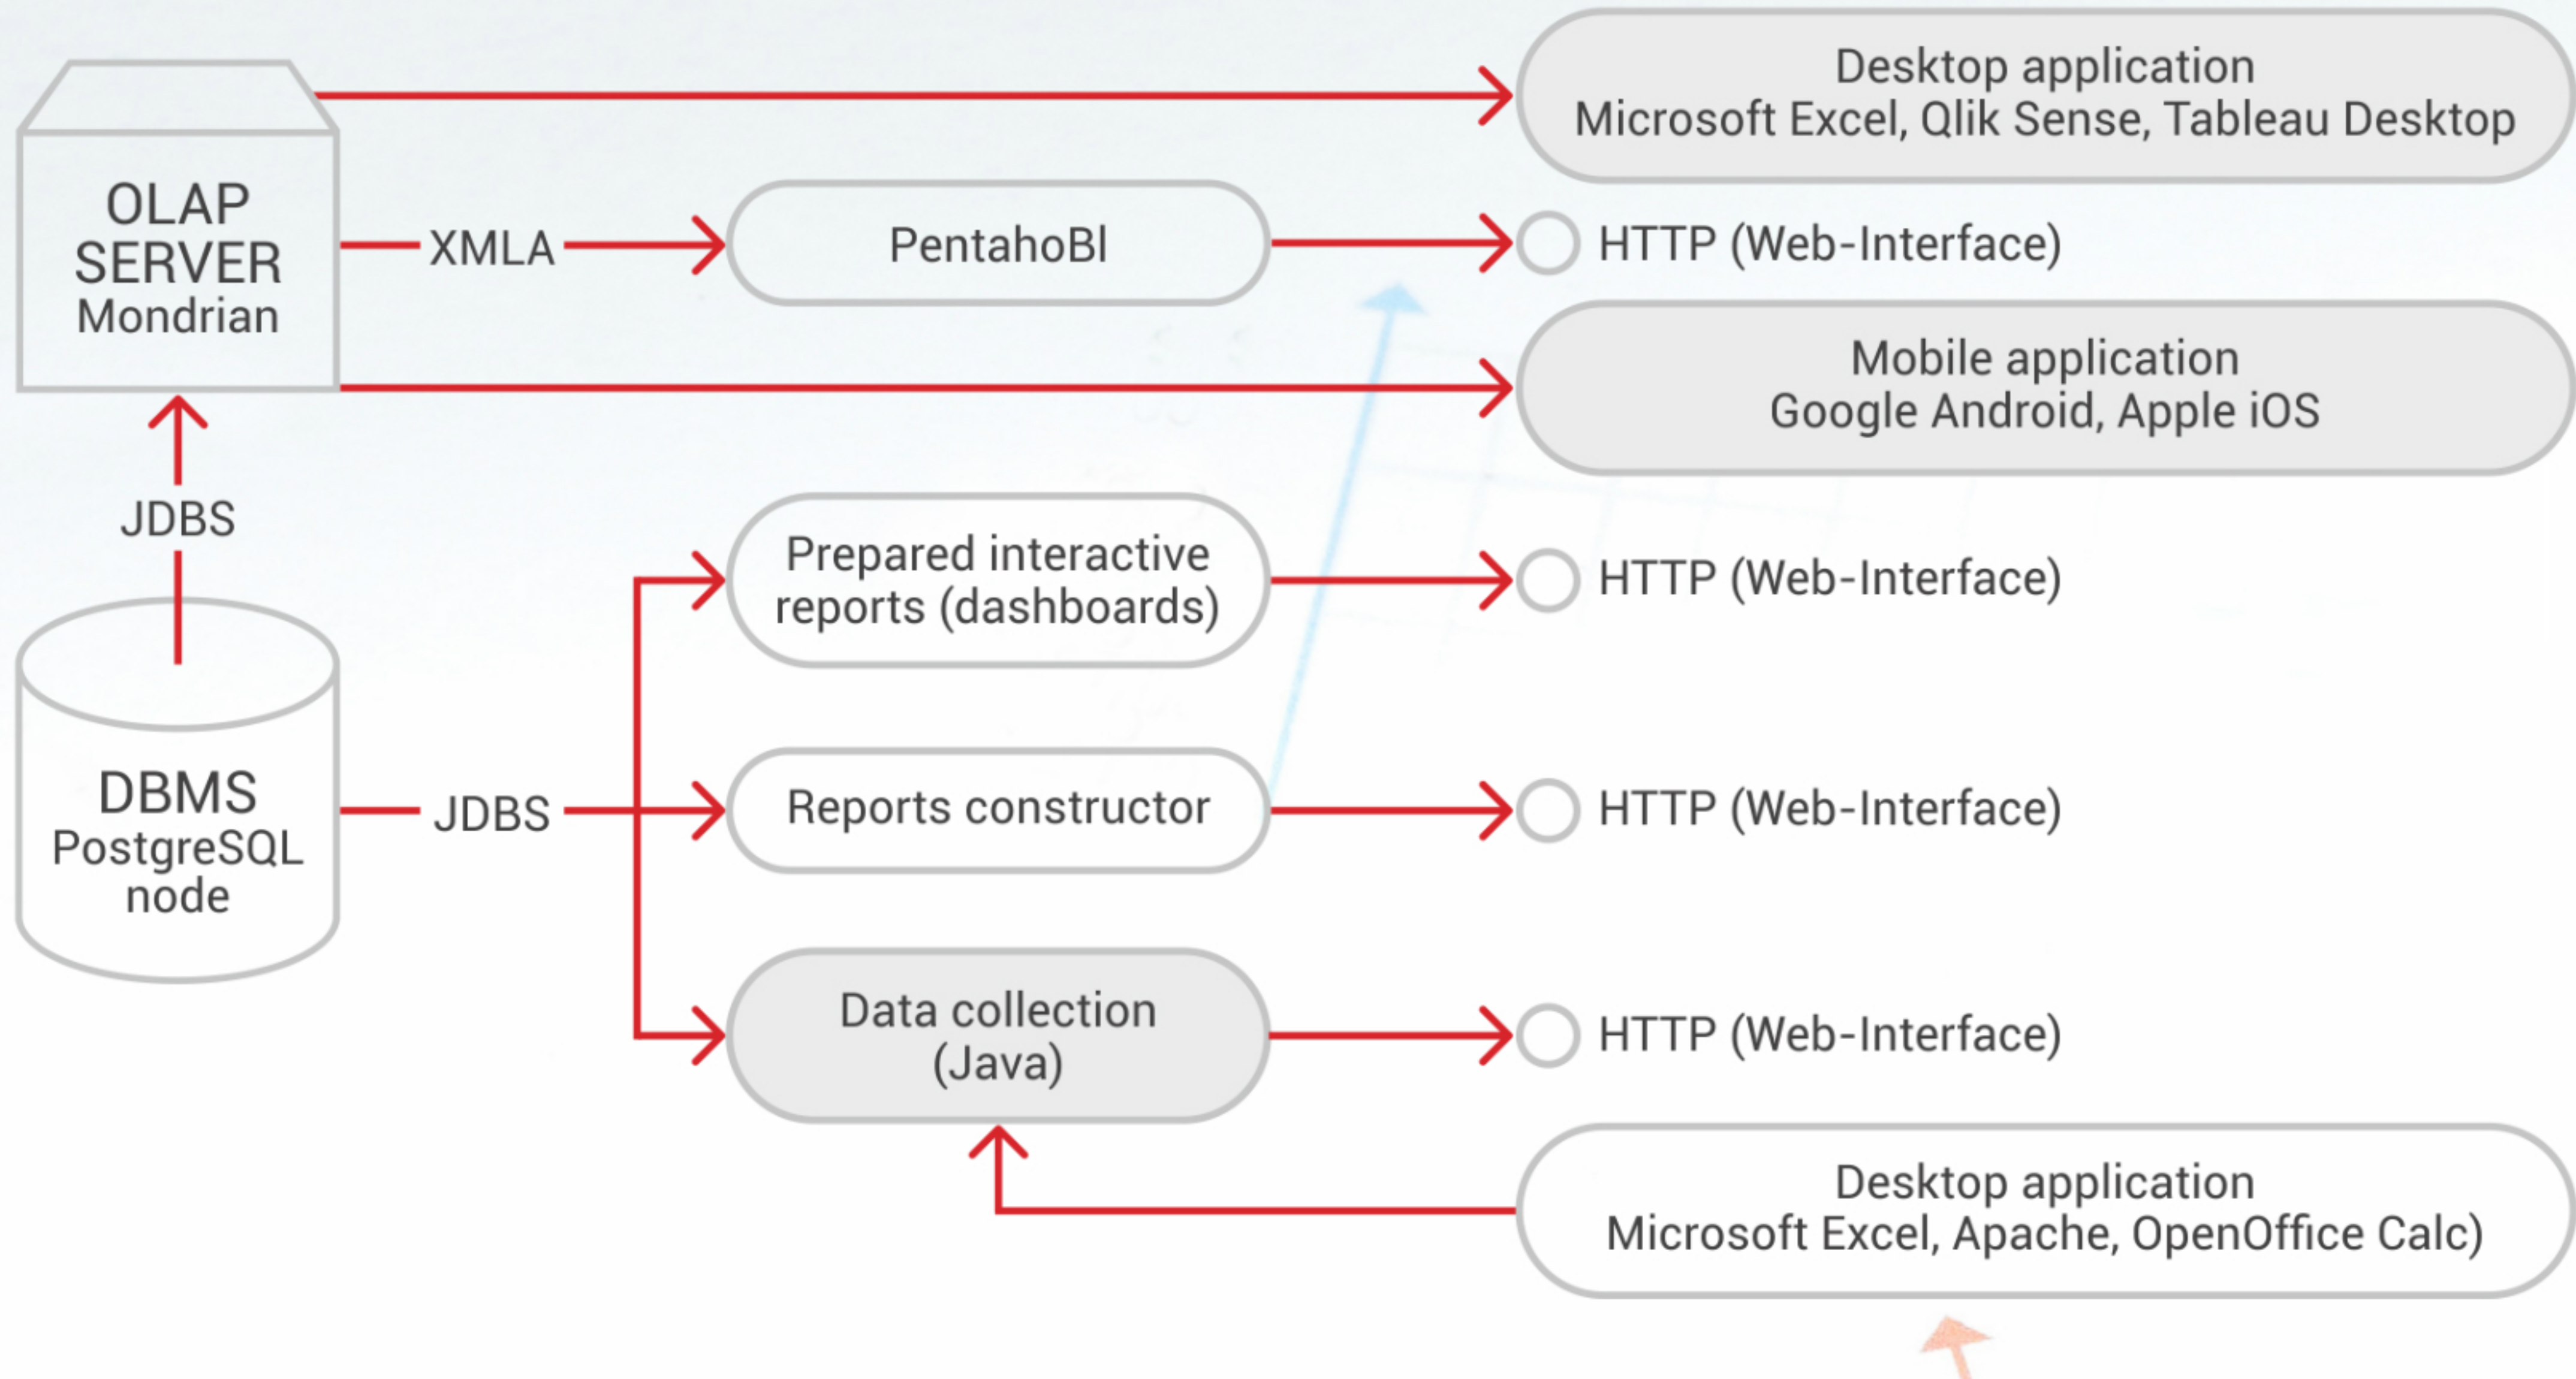 Desktop application
Microsoft Excel, Qlik Sense, Tableau Desktop
OLAP
SERVER
Mondrian
XMLA
PentahoBl
HTTP (Web-Interface)
Mobile application
Google Android, Apple iOS
JDBS
Prepared interactive
reports (dashboards)
HTTP (Web-Interface)
DBMS
PostgreSQL
node
JDBS
Reports constructor
HTTP (Web-Interface)
Data collection
(Java)
HTTP (Web-Interface)
Desktop application
Microsoft Excel, Apache, OpenOffice Calc)